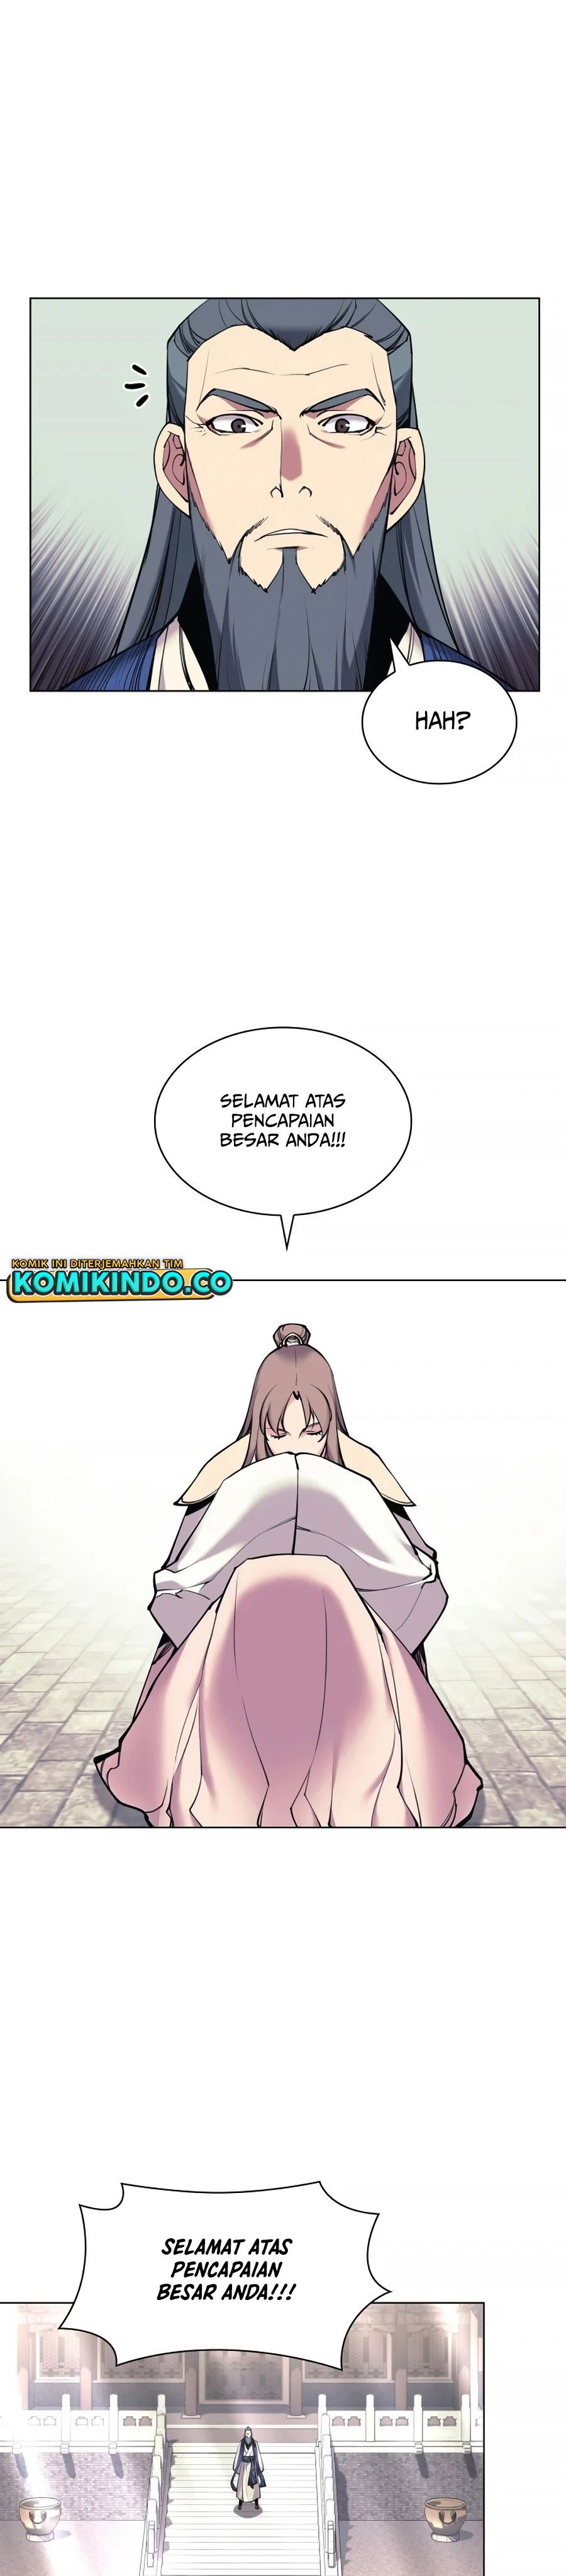 HAH?
SELAMAT ATAS
PENCAPAIAN
BESAR ANDA!!!
KOMIK INI DITERJEMAHKAN TIM
KOMIKINDO.CO
SELAMAT ATAS
PENCAPAIAN
BESAR ANDA!!!